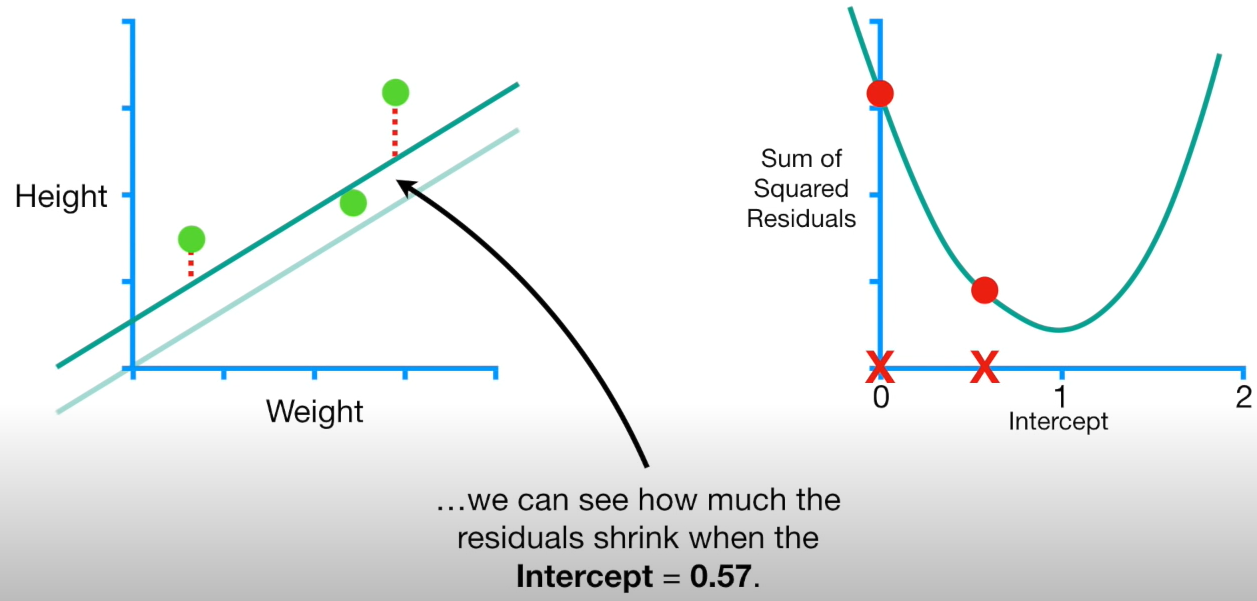 Height
Weight
Sum of
Squared
Residuals
0
1
2
Intercept
...we can see how much the
residuals shrink when the
Intercept = 0.57.